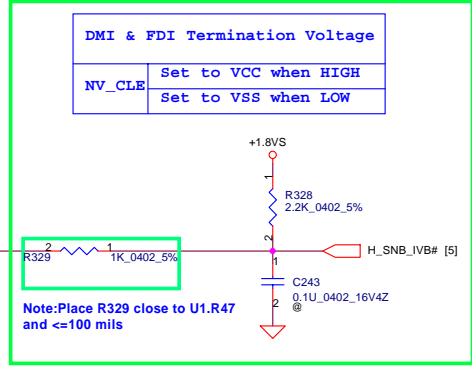 DMI & FDI Termination Voltage
NV_CLE
Set to VCC when HIGH
Set to VSS when LOW
+1.8VS
1
R328
2.2K_0402_5%
2
2
1
R329
1K_0402_5%
H_SNB_IVB# [5]
1
C243
0.1U_0402_16V4Z
2
@
Note:Place R329 close to U1.R47
and <=100 mils